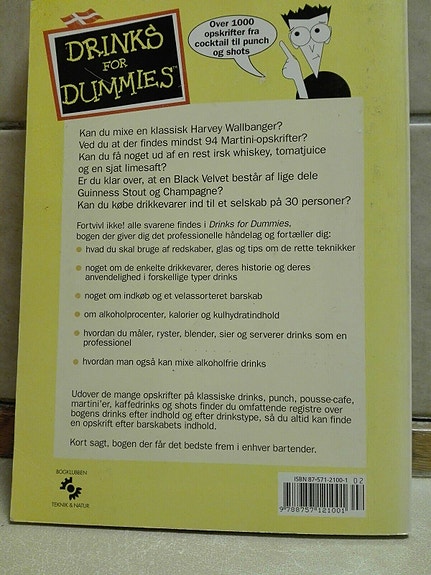 DRINKS
FOR
DUMMIES™
Over 1000
opskrifter fra
cocktail til punch
og shots
Kan du mixe en klassisk Harvey Wallbanger?
Ved du at der findes mindst 94 Martini-opskrifter?
Kan du få noget ud af en rest irsk whiskey, tomatjuice
og en sjat limesaft?
Er du klar over, at en Black Velvet består af lige dele
Guinness Stout og Champagne?
Kan du købe drikkevarer ind til et selskab på 30 personer?
Fortvivl ikke! alle svarene findes i Drinks for Dummies,
bogen der giver dig det professionelle håndelag og fortæller dig:
hvad du skal bruge af redskaber, glas og tips om de rette teknikker
noget om de enkelte drikkevarer, deres historie og deres
anvendelighed i forskellige typer drinks
noget om indkøb og et velassorteret barskab
om alkoholprocenter, kalorier og kulhydratindhold
hvordan du måler, ryster, blender, sier og serverer drinks som en
professionel
hvordan man også kan mixe alkoholfrie drinks
Udover de mange opskrifter på klassiske drinks, punch, pousse-cafe,
martini'er, kaffedrinks og shots finder du omfattende registre over
bogens drinks efter indhold og efter drinkstype, så du altid kan finde
en opskrift efter barskabets indhold.
Kort sagt, bogen der får det bedste frem i enhver bartender.
BOGKLUBBEN
TEKNIK & NATUR
ISBN 87-571-2100-1
02
9 788757 121001